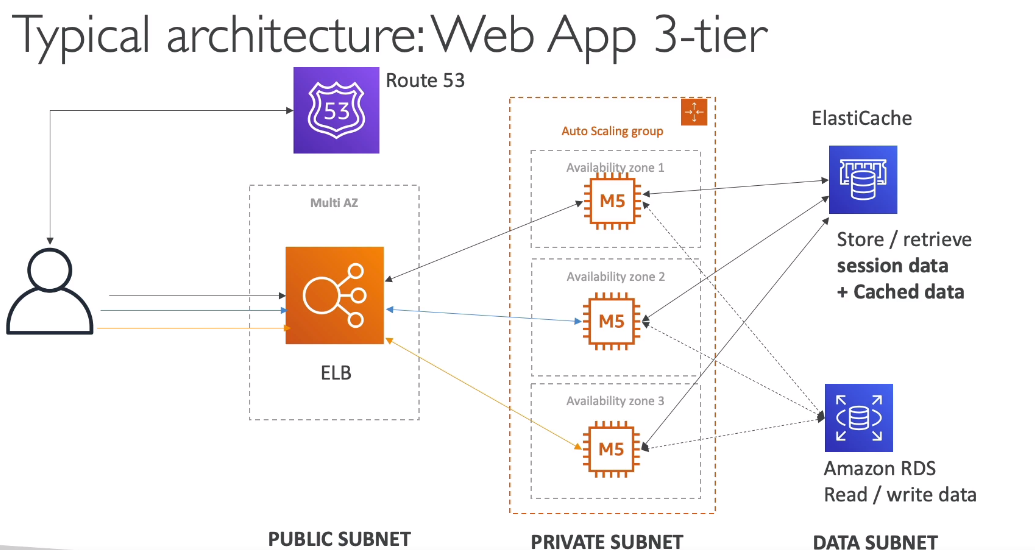 Typical architecture: Web App 3-tier
Route 53
53
Auto Scaling group
ElastiCache
Multi AZ
Availability zone 1
M5
Store / retrieve
session data
+ Cached data
Availability zone 2
M5
ELB
Availability zone 3
M5
Amazon RDS
Read / write data
PUBLIC SUBNET
PRIVATE SUBNET
DATA SUBNET